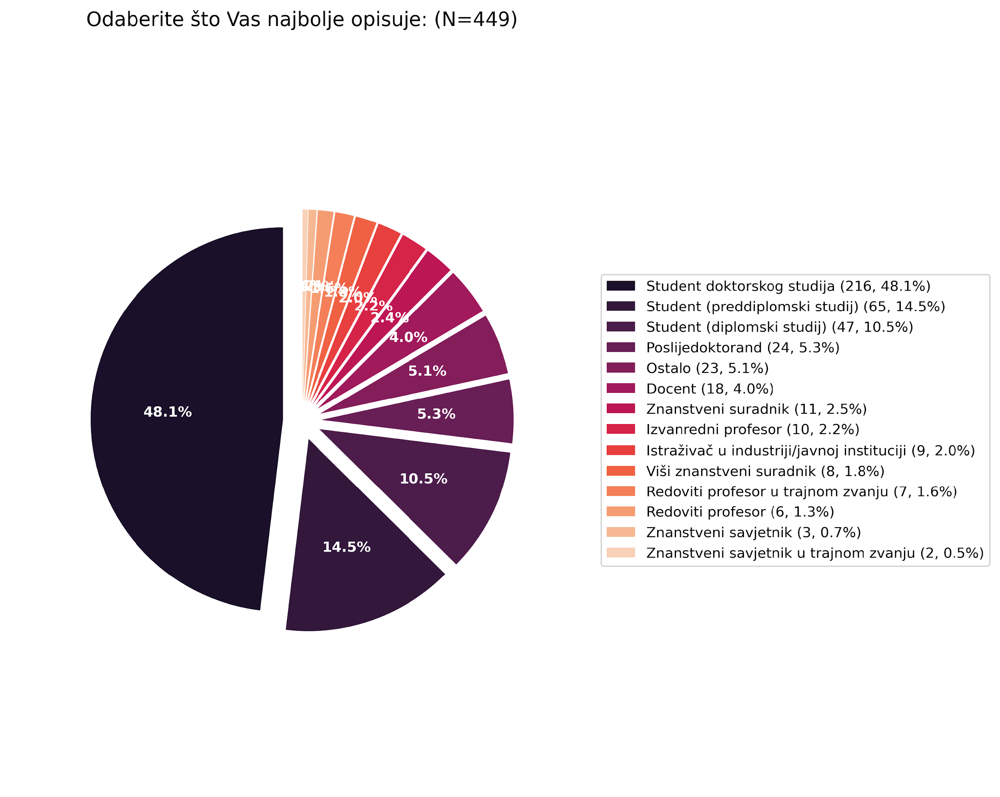 Odaberite što Vas najbolje opisuje: (N=449)
2.0%
2.2%
2.4%
4.0%
5.1%
5.3%
48.1%
10.5%
14.5%
Student doktorskog studija (216, 48.1%)
Student (preddiplomski studij) (65, 14.5%)
Student (diplomski studij) (47, 10.5%)
Poslijedoktorand (24, 5.3%)
Ostalo (23, 5.1%)
Docent (18, 4.0%)
Znanstveni suradnik (11, 2.5%)
Izvanredni profesor (10, 2.2%)
Istraživač u industriji/javnoj instituciji (9, 2.0%)
Viši znanstveni suradnik (8, 1.8%)
Redoviti profesor u trajnom zvanju (7, 1.6%)
Redoviti profesor (6, 1.3%)
Znanstveni savjetnik (3, 0.7%)
Znanstveni savjetnik u trajnom zvanju (2, 0.5%)